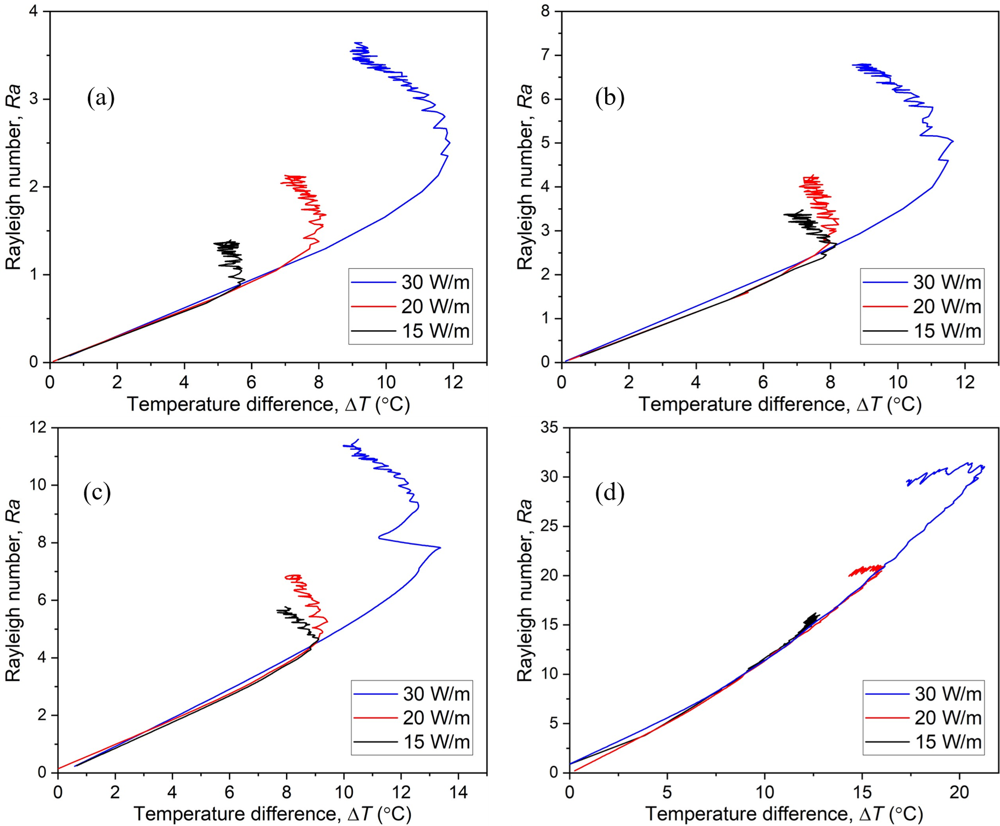 4
3
2
1
0
Rayleigh number, Ra
(a)
30 W/m
20 W/m
15 W/m
0 2 4 6 8 10 12
Temperature difference, ΔT (°C)
8
7
6
5
4
3
2
1
0
Rayleigh number, Ra
(b)
30 W/m
20 W/m
15 W/m
0 2 4 6 8 10 12
Temperature difference, ΔT (°C)
12
10
8
6
4
2
0
Rayleigh number, Ra
(c)
30 W/m
20 W/m
15 W/m
0 2 4 6 8 10 12 14
Temperature difference, ΔT (°C)
35
30
25
20
15
10
5
0
Rayleigh number, Ra
(d)
30 W/m
20 W/m
15 W/m
0 5 10 15 20
Temperature difference, ΔT (°C)